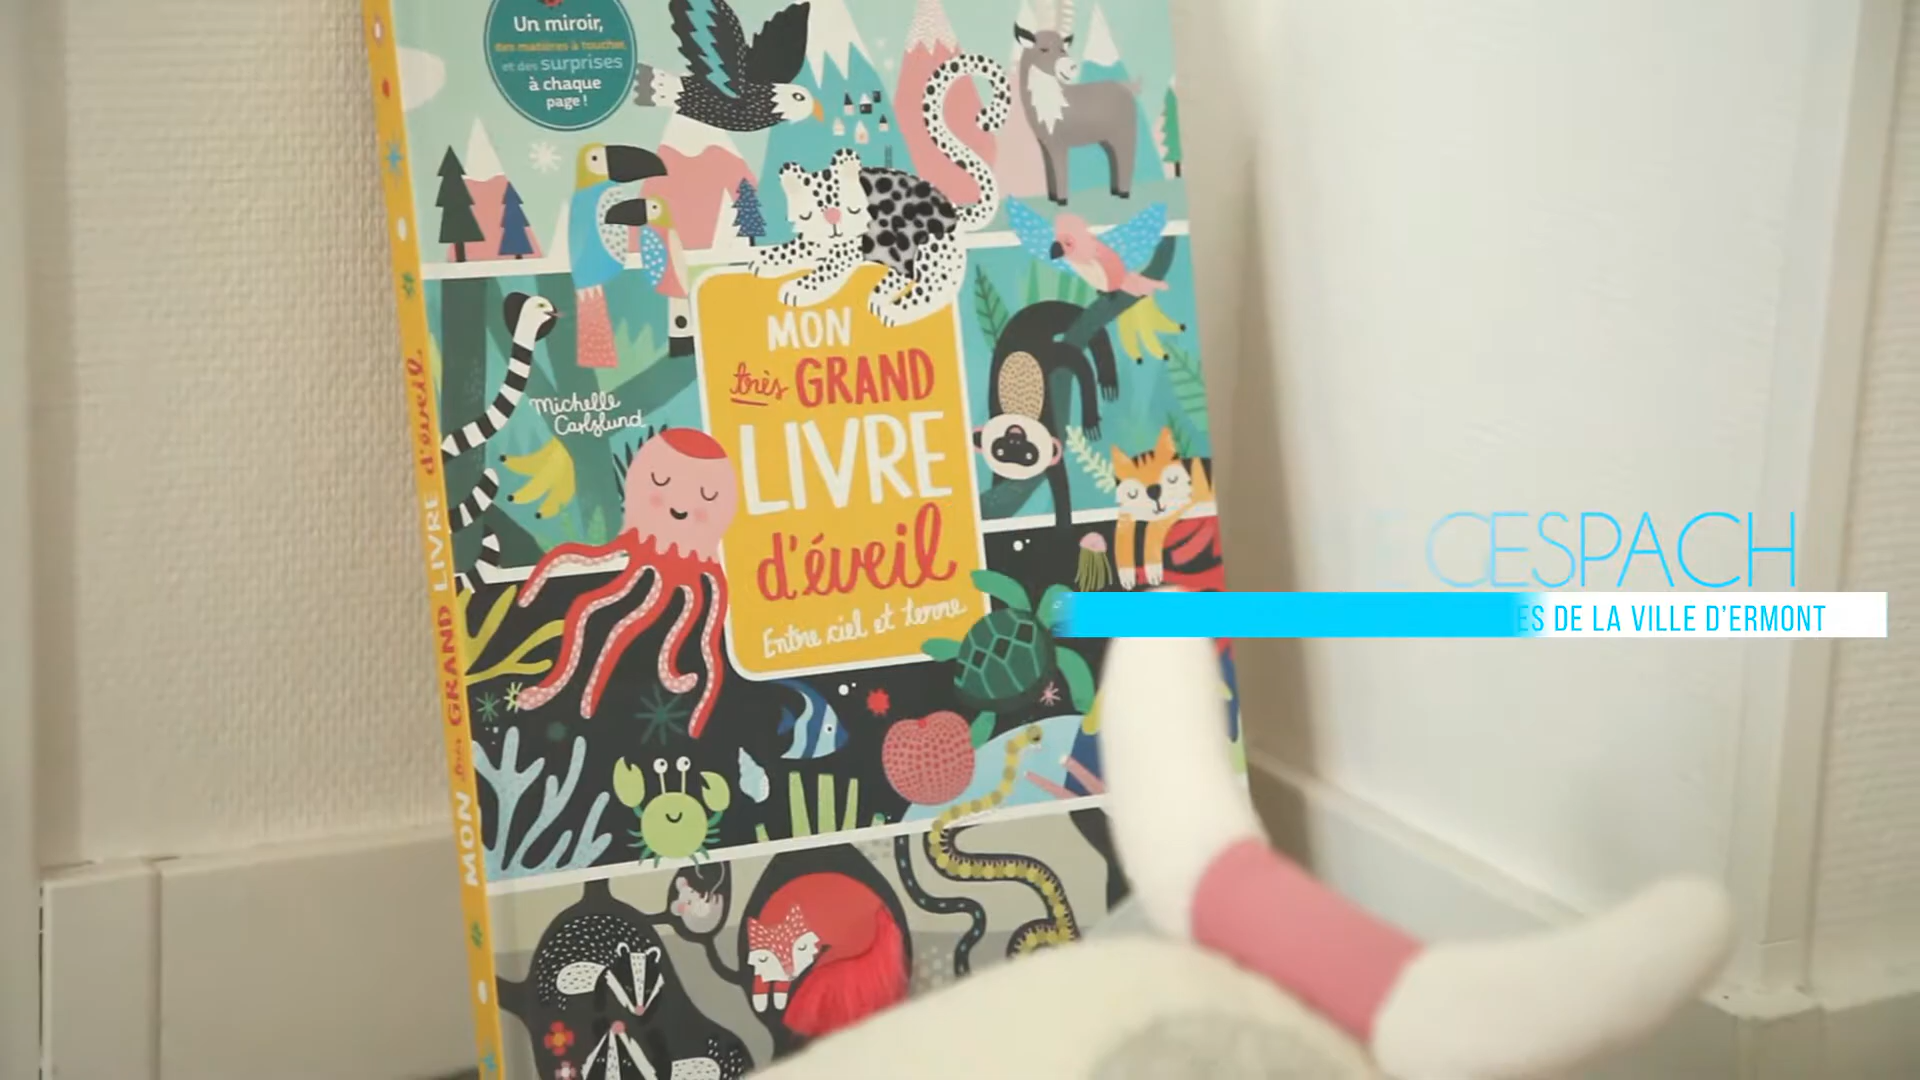 Un miroir,
des matières à toucher,
et des surprises
à chaque
page !
MON
très GRAND
LIVRE
d'éveil
Entre ciel et terre
Michelle
Carlslund
MON très GRAND LIVRE d'éveil
CESPACH
ES DE LA VILLE D'ERMONT